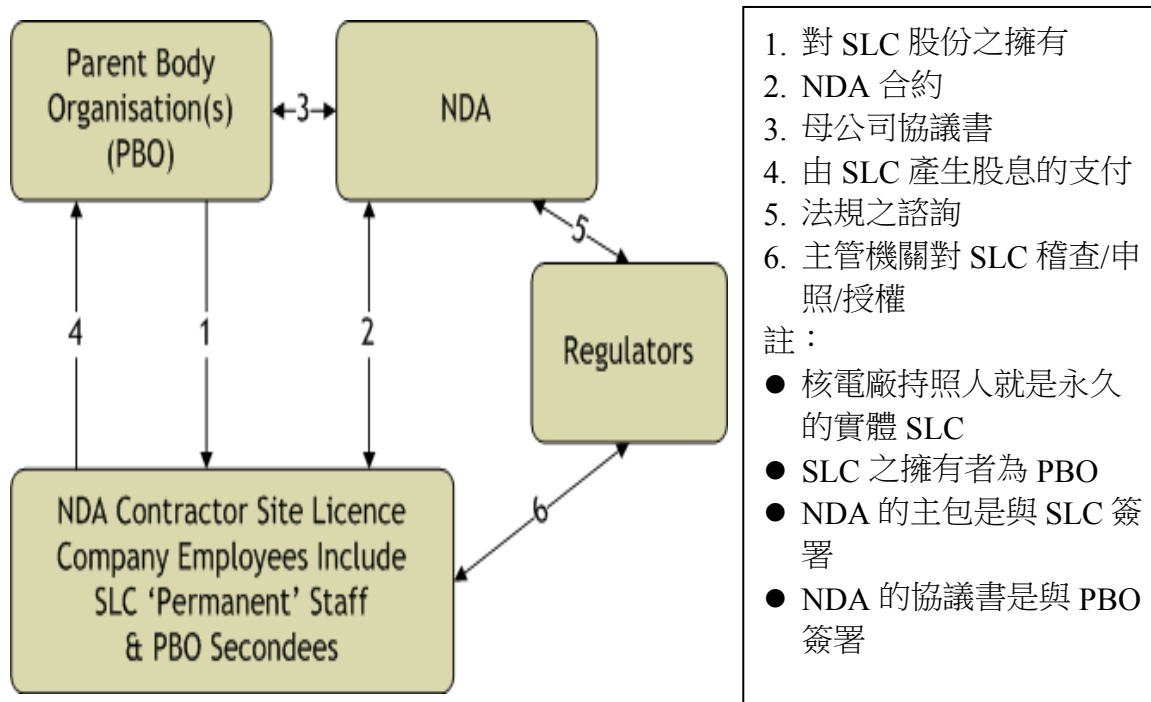 Parent Body
Organisation(s)
(PBO)
3
NDA
5
4
1
2
Regulators
6
NDA Contractor Site Licence
Company Employees Include
SLC ‘Permanent’ Staff
& PBO Secondees
1. 對 SLC 股份之擁有
2. NDA 合約
3. 母公司協議書
4. 由 SLC 產生股息的支付
5. 法規之諮詢
6. 主管機關對 SLC 稽查/申
照/授權
註：
● 核電廠持照人就是永久
的實體 SLC
● SLC 之擁有者為 PBO
● NDA 的主包是與 SLC 簽
署
● NDA 的協議書是與 PBO
簽署